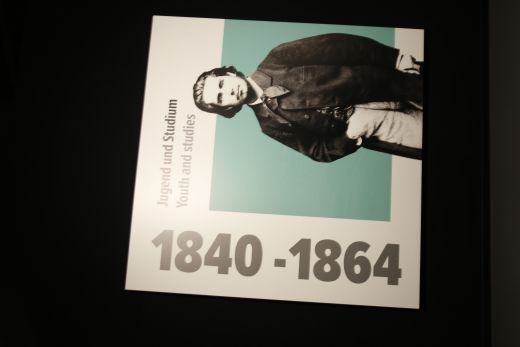 Jugend und Studium
Youth and studies
1840 - 1864